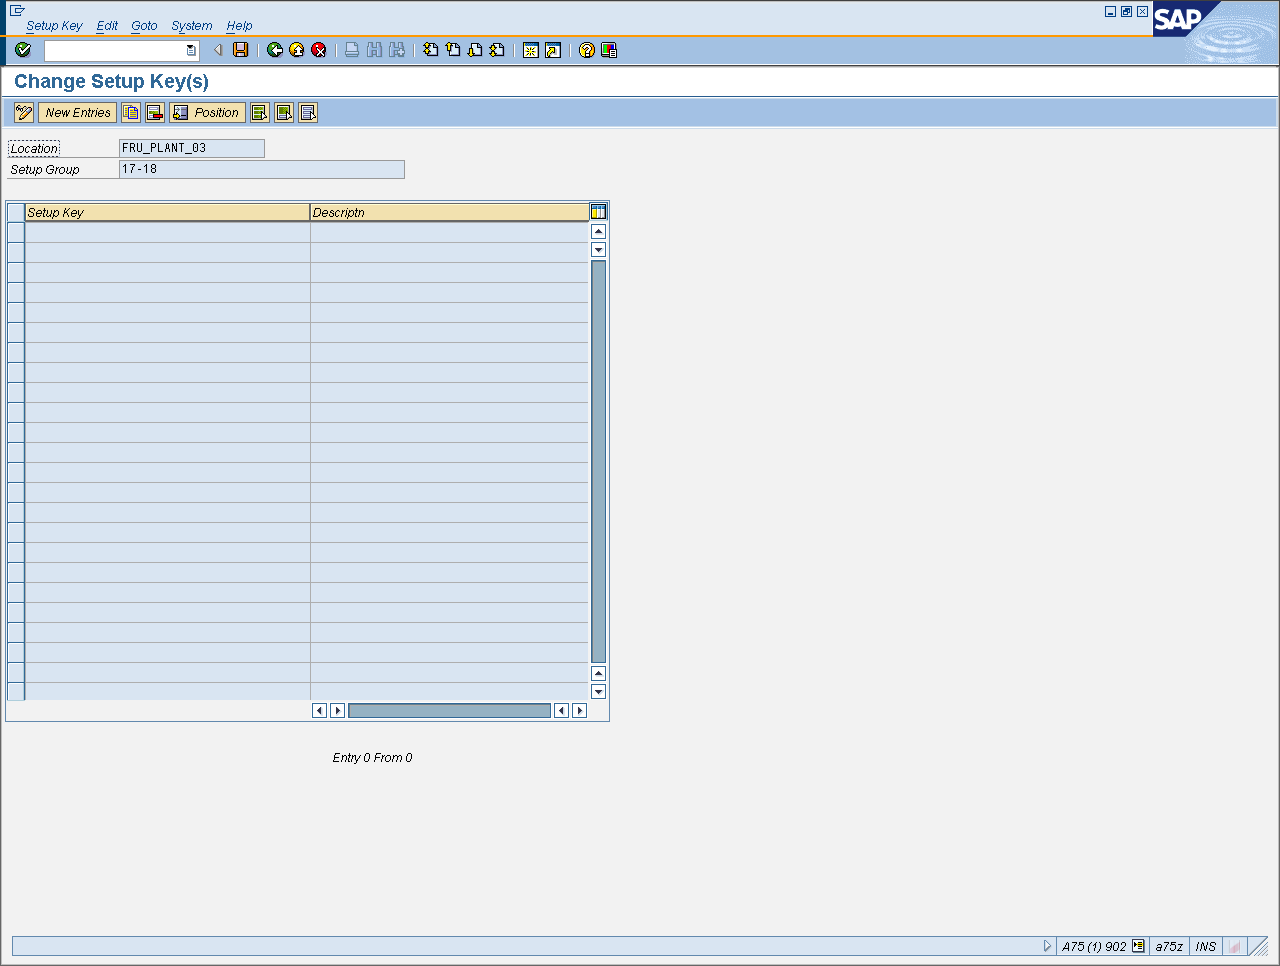 Setup Key Edit Goto System Help
SAP
Change Setup Key(s)
New Entries Position
Location FRU_PLANT_03
Setup Group 17-18
Setup Key Descriptn
Entry 0 From 0
A75 (1) 902 a75z INS